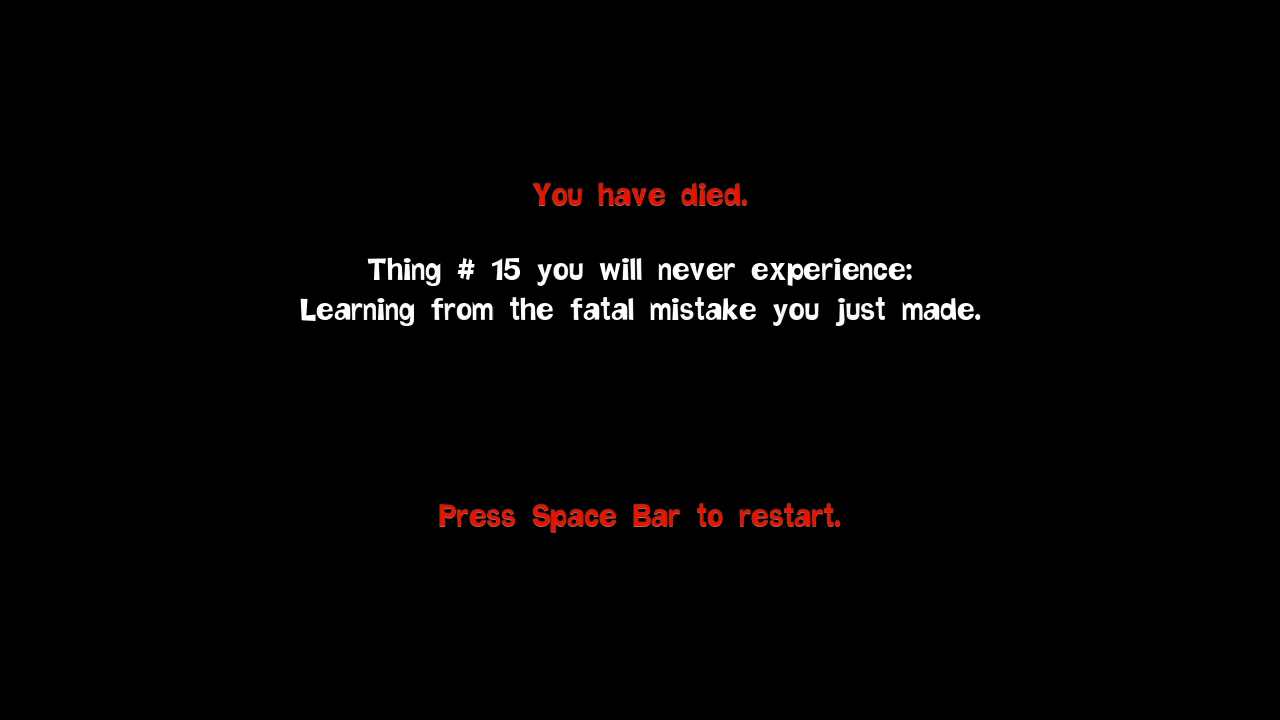 You have died.
Thing # 15 you will never experience:
Learning from the fatal mistake you just made.
Press Space Bar to restart.